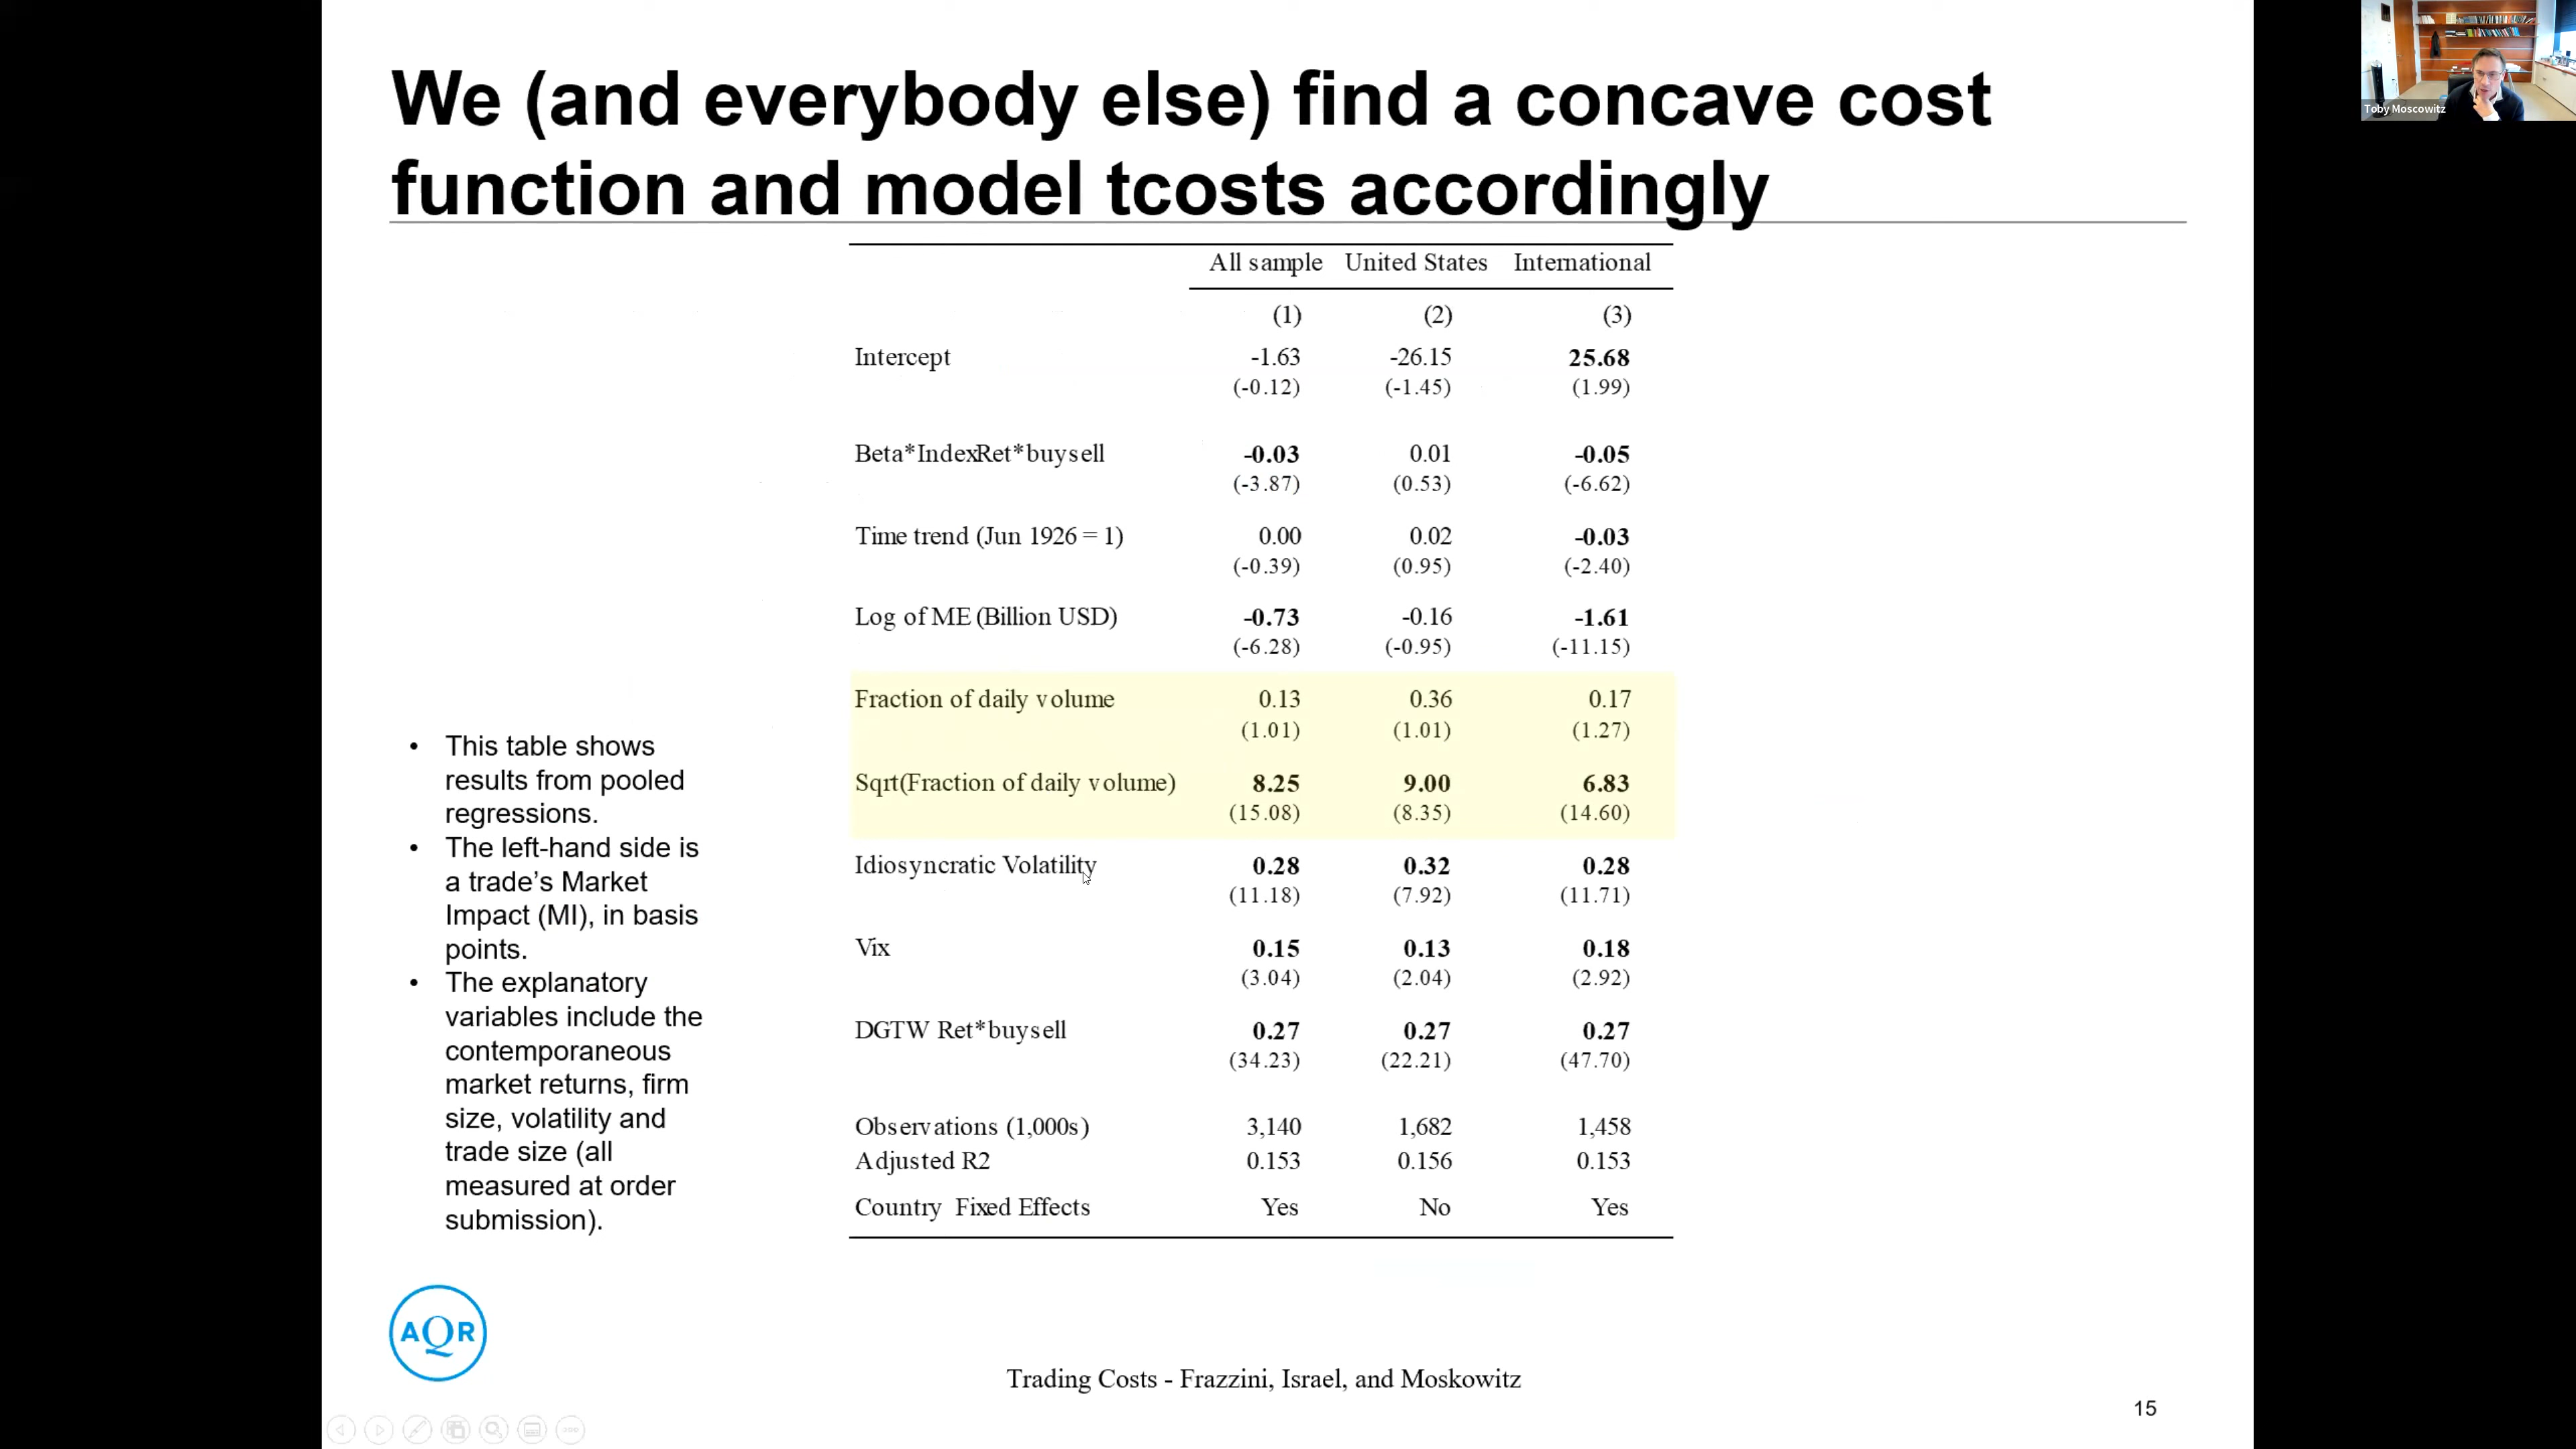 We (and everybody else) find a concave cost
function and model tcosts accordingly
Toby Moscowitz
All sample United States International
(1) (2) (3)
Intercept -1.63 -26.15 25.68
(-0.12) (-1.45) (1.99)
Beta*IndexRet*buysell -0.03 0.01 -0.05
(-3.87) (0.53) (-6.62)
Time trend (Jun 1926 = 1) 0.00 0.02 -0.03
(-0.39) (0.95) (-2.40)
Log of ME (Billion USD) -0.73 -0.16 -1.61
(-6.28) (-0.95) (-11.15)
Fraction of daily volume 0.13 0.36 0.17
(1.01) (1.01) (1.27)
Sqrt(Fraction of daily volume) 8.25 9.00 6.83
(15.08) (8.35) (14.60)
Idiosyncratic Volatility 0.28 0.32 0.28
(11.18) (7.92) (11.71)
Vix 0.15 0.13 0.18
(3.04) (2.04) (2.92)
DGTW Ret*buysell 0.27 0.27 0.27
(34.23) (22.21) (47.70)
Observations (1,000s) 3,140 1,682 1,458
Adjusted R2 0.153 0.156 0.153
Country Fixed Effects Yes No Yes
• This table shows
results from pooled
regressions.
• The left-hand side is
a trade’s Market
Impact (MI), in basis
points.
• The explanatory
variables include the
contemporaneous
market returns, firm
size, volatility and
trade size (all
measured at order
submission).
AQR
Trading Costs - Frazzini, Israel, and Moskowitz
15